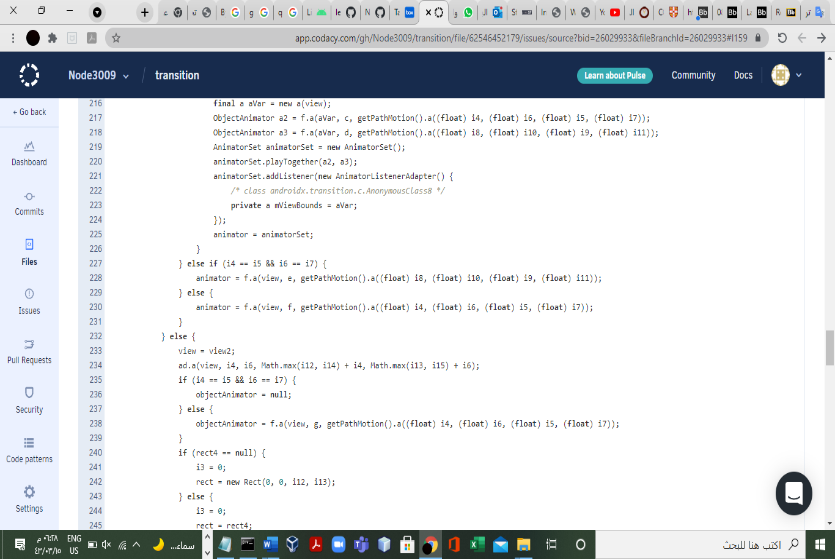 app.codacy.com/gh/Node3009/transition/file/62546452179/issues/source?bid=26029933&fileBranchId=26029933#l159
Node3009 / transition
Learn about Pulse
Community
Docs
← Go back
Dashboard
Commits
Files
Issues
Pull Requests
Security
Code patterns
Settings
216 final a aVar = new a(view);
217 ObjectAnimator a2 = f.a(aVar, c, getPathMotion().a((float) i4, (float) i6, (float) i5, (float) i7));
218 ObjectAnimator a3 = f.a(aVar, d, getPathMotion().a((float) i8, (float) i10, (float) i9, (float) i11));
219 AnimatorSet animatorSet = new AnimatorSet();
220 animatorSet.playTogether(a2, a3);
221 animatorSet.addListener(new AnimatorListenerAdapter() {
222 /* class androidx.transition.c.AnonymousClass8 */
223 private a mViewBounds = aVar;
224 });
225 animator = animatorSet;
226 }
227 } else if (i4 == i5 && i6 == i7) {
228 animator = f.a(view, e, getPathMotion().a((float) i8, (float) i10, (float) i9, (float) i11));
229 } else {
230 animator = f.a(view, f, getPathMotion().a((float) i4, (float) i6, (float) i5, (float) i7));
231 }
232 } else {
233 view = view2;
234 ad.a(view, i4, i6, Math.max(i12, i14) + i4, Math.max(i13, i15) + i6);
235 if (i4 == i5 && i6 == i7) {
236 objectAnimator = null;
237 } else {
238 objectAnimator = f.a(view, g, getPathMotion().a((float) i4, (float) i6, (float) i5, (float) i7));
239 }
240 if (rect4 == null) {
241 i3 = 0;
242 rect = new Rect(0, 0, i12, i13);
243 } else {
244 i3 = 0;
245 rect = rect4;
ENG
US
سماء...
اكتب هنا للبحث